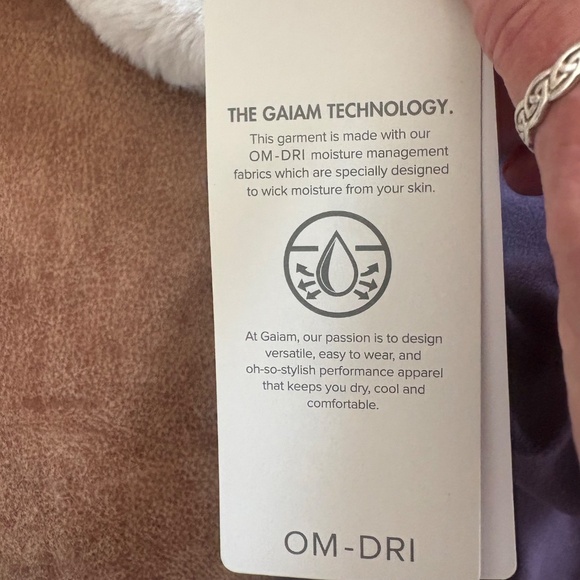 THE GAIAM TECHNOLOGY.
This garment is made with our
OM-DRI moisture management
fabrics which are specially designed
to wick moisture from your skin.
At Gaiam, our passion is to design
versatile, easy to wear, and
oh-so-stylish performance apparel
that keeps you dry, cool and
comfortable.
OM-DRI